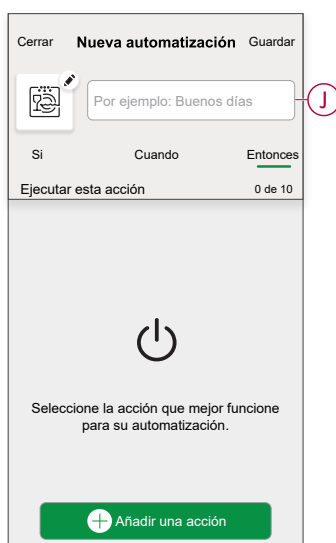 Cerrar Nueva automatización Guardar
Por ejemplo: Buenos días
J
Si Cuando Entonces
Ejecutar esta acción 0 de 10
Seleccione la acción que mejor funcione
para su automatización.
Añadir una acción